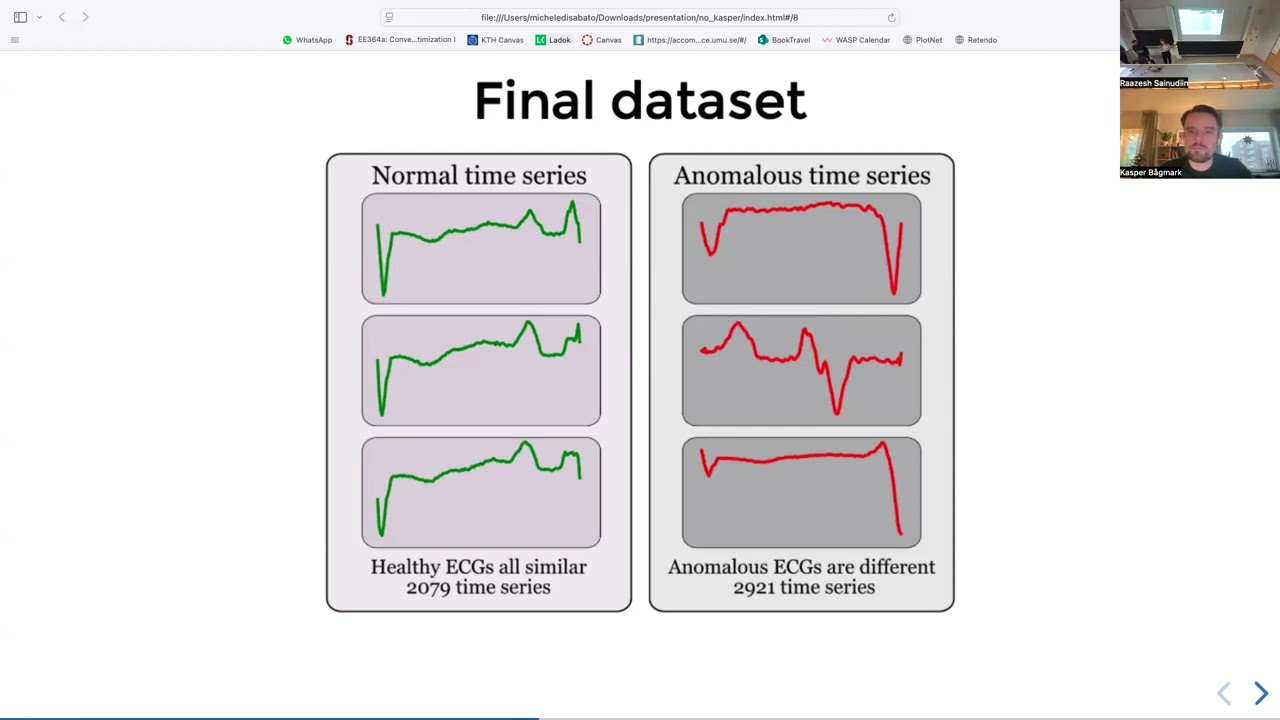 file:///Users/micheledisabato/Downloads/presentation/no_kasper/index.html#/8
WhatsApp
EE364a: Conve...timization I
KTH Canvas
Ladok
Canvas
https://accom...ce.umu.se/#/
BookTravel
WASP Calendar
PlotNet
Retendo
Raazesh Sainudiin
Kasper Bågmark
Final dataset
Normal time series
Healthy ECGs all similar
2079 time series
Anomalous time series
Anomalous ECGs are different
2921 time series